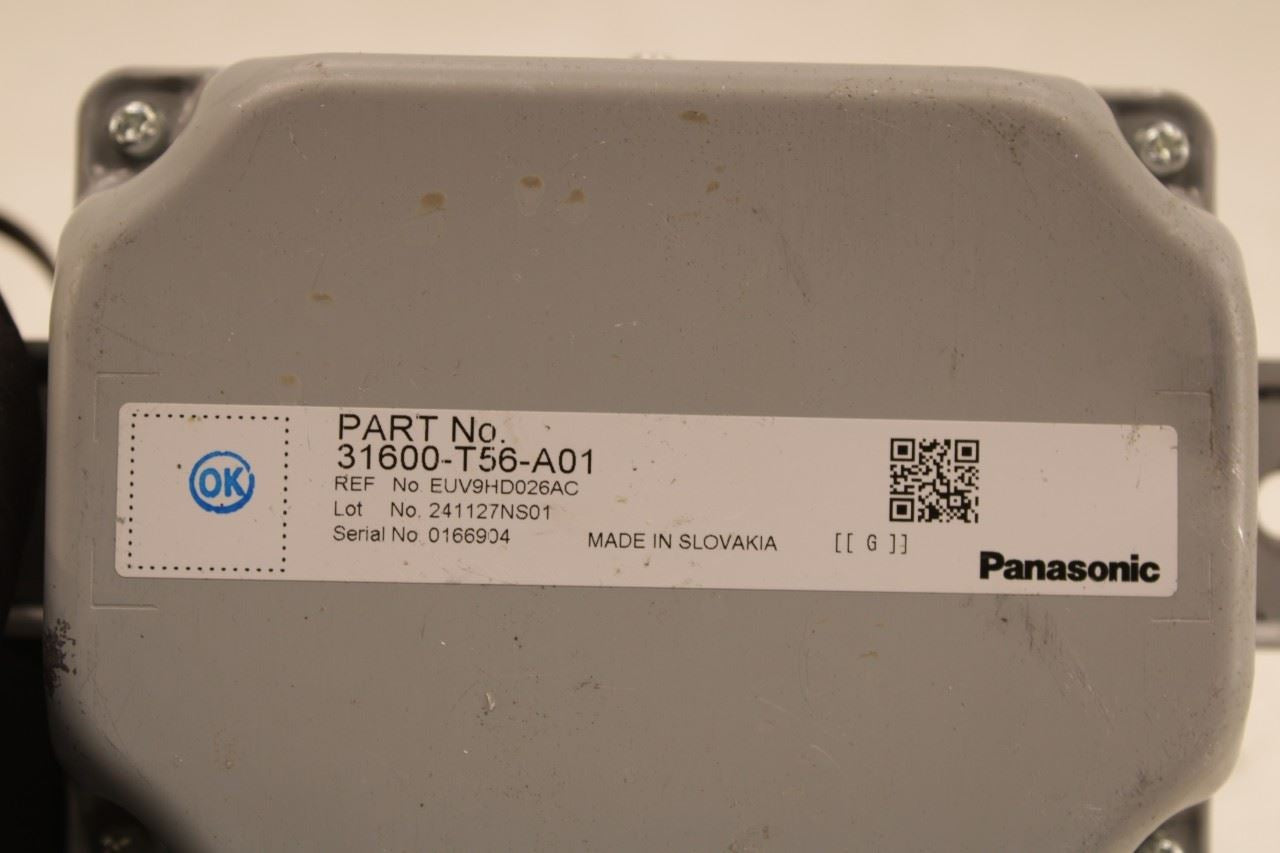 OK
PART No.
31600-T56-A01
REF No. EUV9HD026AC
Lot No. 241127NS01
Serial No. 0166904
MADE IN SLOVAKIA
[[ G ]]
Panasonic